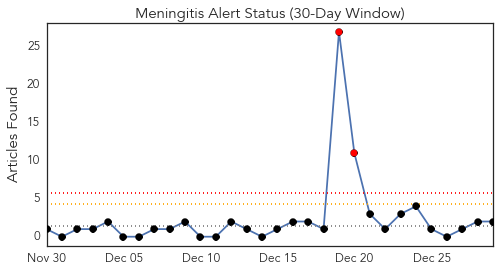 Meningitis Alert Status (30-Day Window)
Articles Found
25
20
15
10
5
0
Nov 30 Dec 05 Dec 10 Dec 15 Dec 20 Dec 25